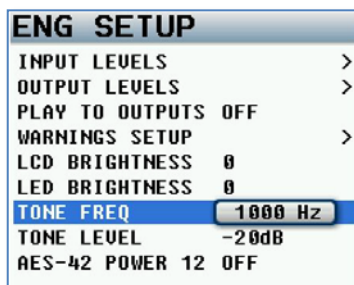 ENG SETUP
INPUT LEVELS >
OUTPUT LEVELS >
PLAY TO OUTPUTS OFF
WARNINGS SETUP >
LCD BRIGHTNESS 0
LED BRIGHTNESS 0
TONE FREQ 1000 Hz
TONE LEVEL -20dB
AES-42 POWER 12 OFF